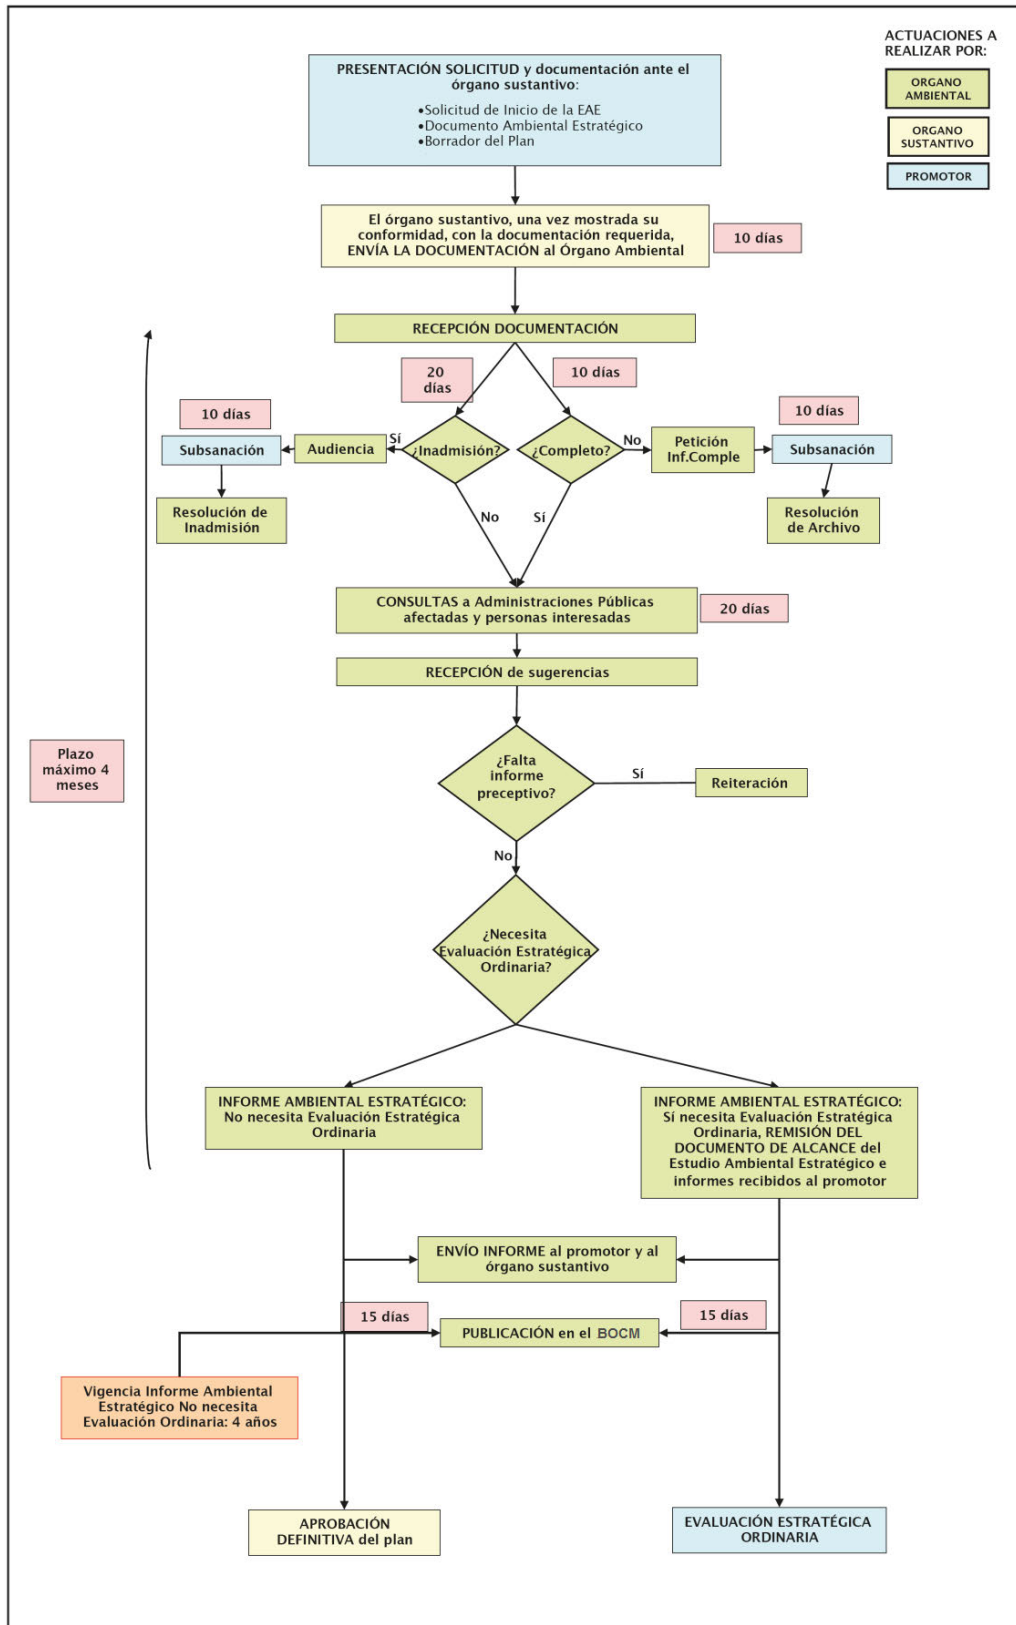 ACTUACIONES A
REALIZAR POR:
ORGANO
AMBIENTAL
ORGANO
SUSTANTIVO
PROMOTOR
PRESENTACIÓN SOLICITUD y documentación ante el
órgano sustantivo:
•Solicitud de Inicio de la EAE
•Documento Ambiental Estratégico
•Borrador del Plan
El órgano sustantivo, una vez mostrada su
conformidad, con la documentación requerida,
ENVÍA LA DOCUMENTACIÓN al Órgano Ambiental
10 días
RECEPCIÓN DOCUMENTACIÓN
20
días
10 días
10 días
Subsanación
Audiencia
Sí
¿Inadmisión?
¿Completo?
No
Petición
Inf.Comple
10 días
Subsanación
Resolución de
Inadmisión
No
Sí
Resolución
de Archivo
CONSULTAS a Administraciones Públicas
afectadas y personas interesadas
20 días
RECEPCIÓN de sugerencias
¿Falta
informe
preceptivo?
Sí
Reiteración
Plazo
máximo 4
meses
No
¿Necesita
Evaluación Estratégica
Ordinaria?
INFORME AMBIENTAL ESTRATÉGICO:
No necesita Evaluación Estratégica
Ordinaria
INFORME AMBIENTAL ESTRATÉGICO:
Sí necesita Evaluación Estratégica
Ordinaria, REMISIÓN DEL
DOCUMENTO DE ALCANCE del
Estudio Ambiental Estratégico e
informes recibidos al promotor
ENVÍO INFORME al promotor y al
órgano sustantivo
15 días
15 días
PUBLICACIÓN en el BOCM
Vigencia Informe Ambiental
Estratégico No necesita
Evaluación Ordinaria: 4 años
APROBACIÓN
DEFINITIVA del plan
EVALUACIÓN ESTRATÉGICA
ORDINARIA